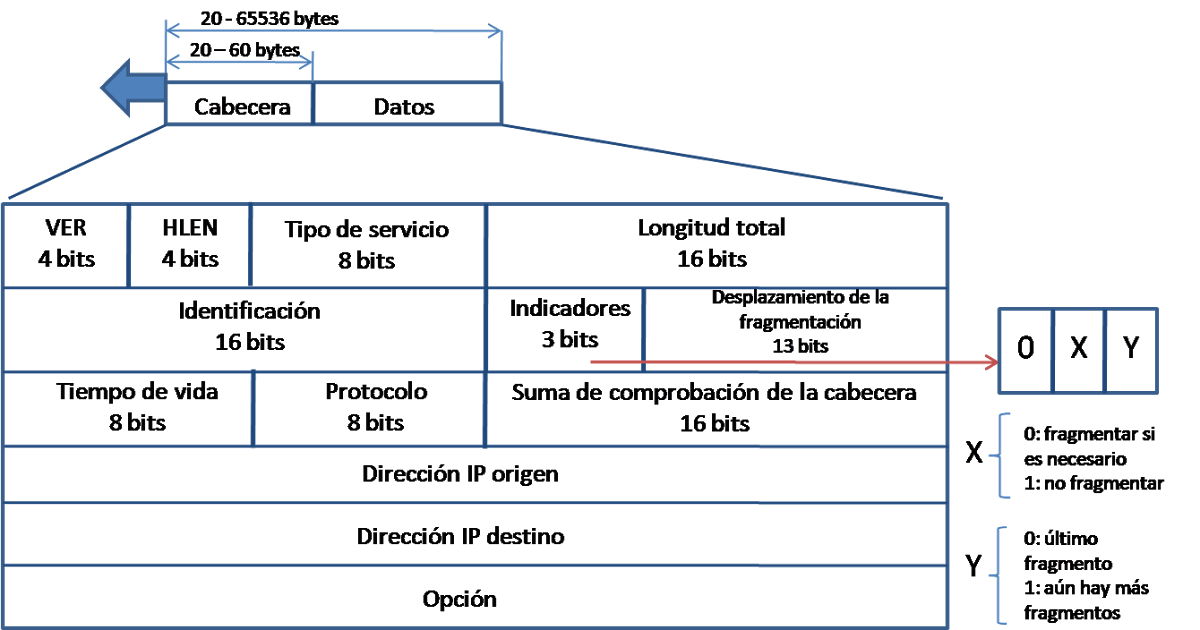 20 - 65536 bytes
20 – 60 bytes
Cabecera
Datos
VER
4 bits
HLEN
4 bits
Tipo de servicio
8 bits
Longitud total
16 bits
Identificación
16 bits
Indicadores
3 bits
Desplazamiento de la
fragmentación
13 bits
0
X
Y
Tiempo de vida
8 bits
Protocolo
8 bits
Suma de comprobación de la cabecera
16 bits
Dirección IP origen
Dirección IP destino
Opción
X
0: fragmentar si
es necesario
1: no fragmentar
Y
0: último
fragmento
1: aún hay más
fragmentos